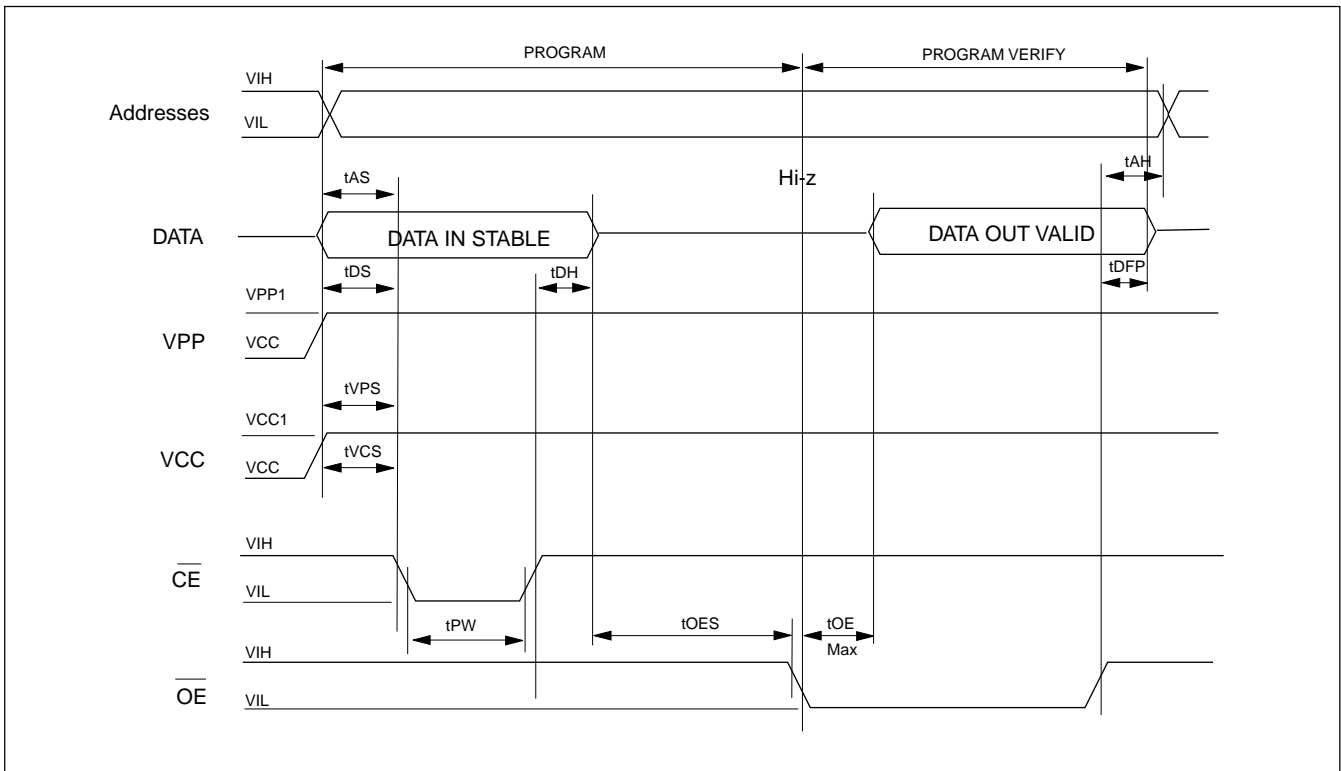 PROGRAM
PROGRAM VERIFY
VIH
Addresses
VIL
tAS
Hi-z
tAH
DATA
DATA IN STABLE
DATA OUT VALID
tDS
tDH
tDFP
VPP1
VPP
VCC
tVPS
VCC1
VCC
VCC
tVCS
VIH
CE
VIL
tPW
tOES
tOE
Max
VIH
OE
VIL